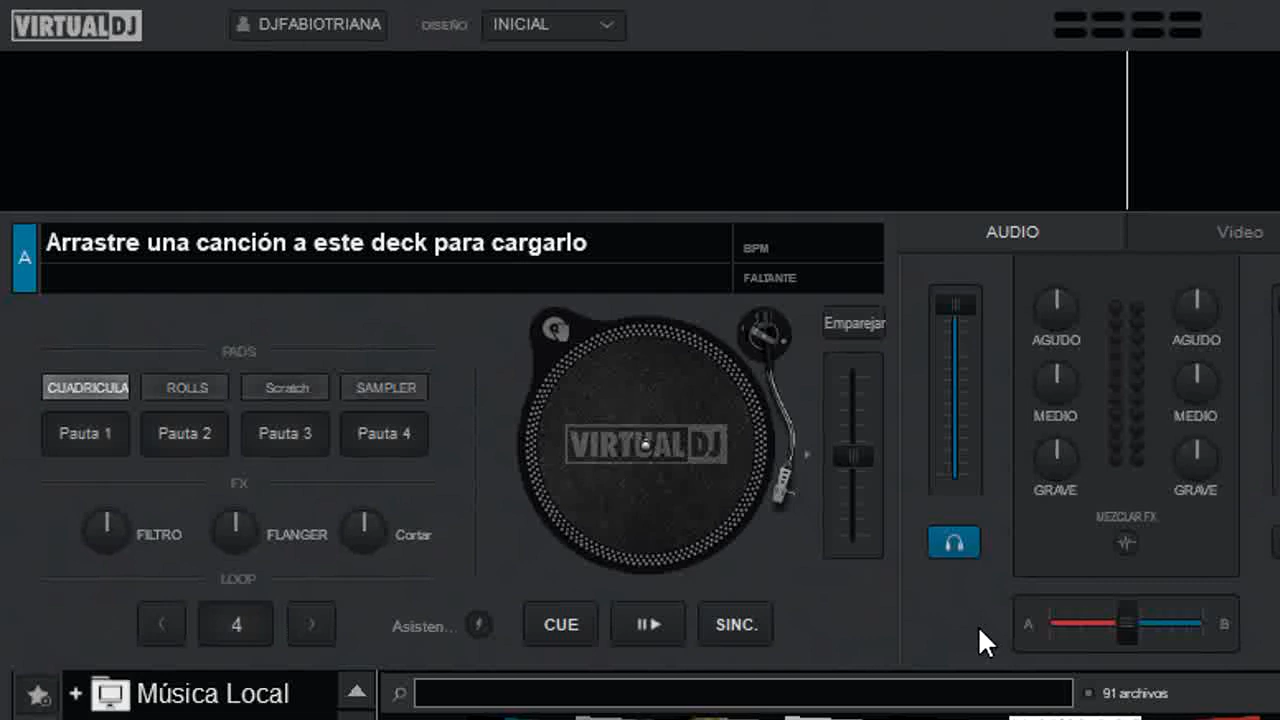 VIRTUALDJ
DJFABIOTRIANA
DISEÑO
INICIAL
A
Arrastre una canción a este deck para cargarlo
BPM
FALTANTE
AUDIO
Video
PADS
CUADRICULA
ROLLS
Scratch
SAMPLER
Pauta 1
Pauta 2
Pauta 3
Pauta 4
FX
FILTRO
FLANGER
Cortar
LOOP
4
Asisten...
VIRTUALDJ
CUE
SINC.
Emparejar
AGUDO
AGUDO
MEDIO
MEDIO
GRAVE
GRAVE
MEZCLAR FX
A
B
+ Música Local
91 archivos